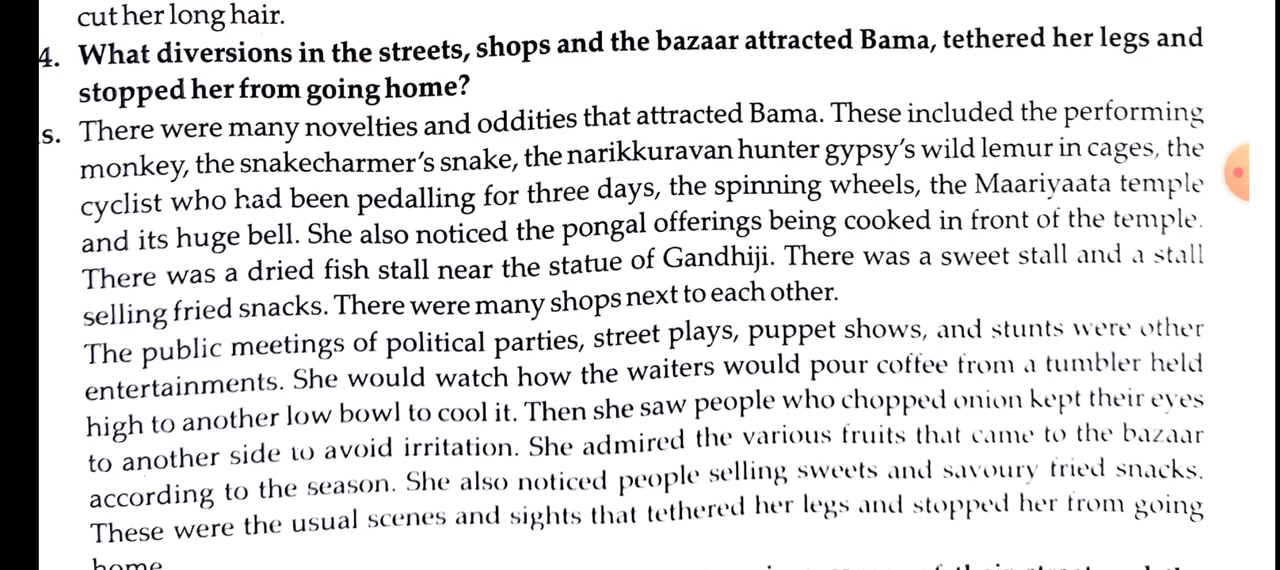 cut her long hair.
4. What diversions in the streets, shops and the bazaar attracted Bama, tethered her legs and
stopped her from going home?
s. There were many novelties and oddities that attracted Bama. These included the performing
monkey, the snakecharmer's snake, the narikkuravan hunter gypsy's wild lemur in cages, the
cyclist who had been pedalling for three days, the spinning wheels, the Maariyaata temple
and its huge bell. She also noticed the pongal offerings being cooked in front of the temple.
There was a dried fish stall near the statue of Gandhiji. There was a sweet stall and a stall
selling fried snacks. There were many shops next to each other.
The public meetings of political parties, street plays, puppet shows, and stunts were other
entertainments. She would watch how the waiters would pour coffee from a tumbler held
high to another low bowl to cool it. Then she saw people who chopped onion kept their eyes
to another side to avoid irritation. She admired the various fruits that came to the bazaar
according to the season. She also noticed people selling sweets and savoury fried snacks.
These were the usual scenes and sights that tethered her legs and stopped her from going
home